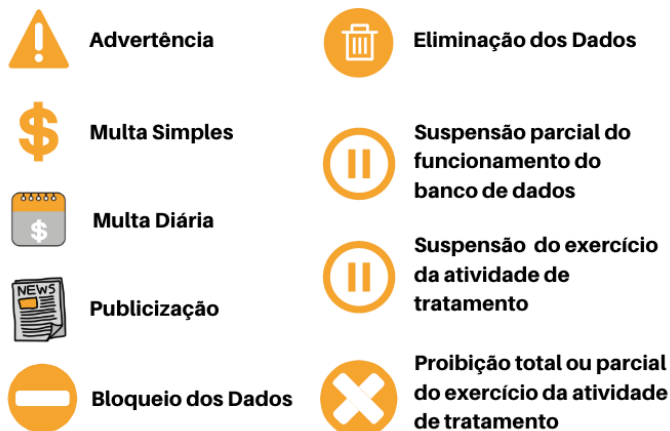 Advertência
$
Multa Simples
$
Multa Diária
NEWS
Publicização
Bloqueio dos Dados
Eliminação dos Dados
Suspensão parcial do
funcionamento do
banco de dados
Suspensão do exercício
da atividade de
tratamento
Proibição total ou parcial
do exercício da atividade
de tratamento